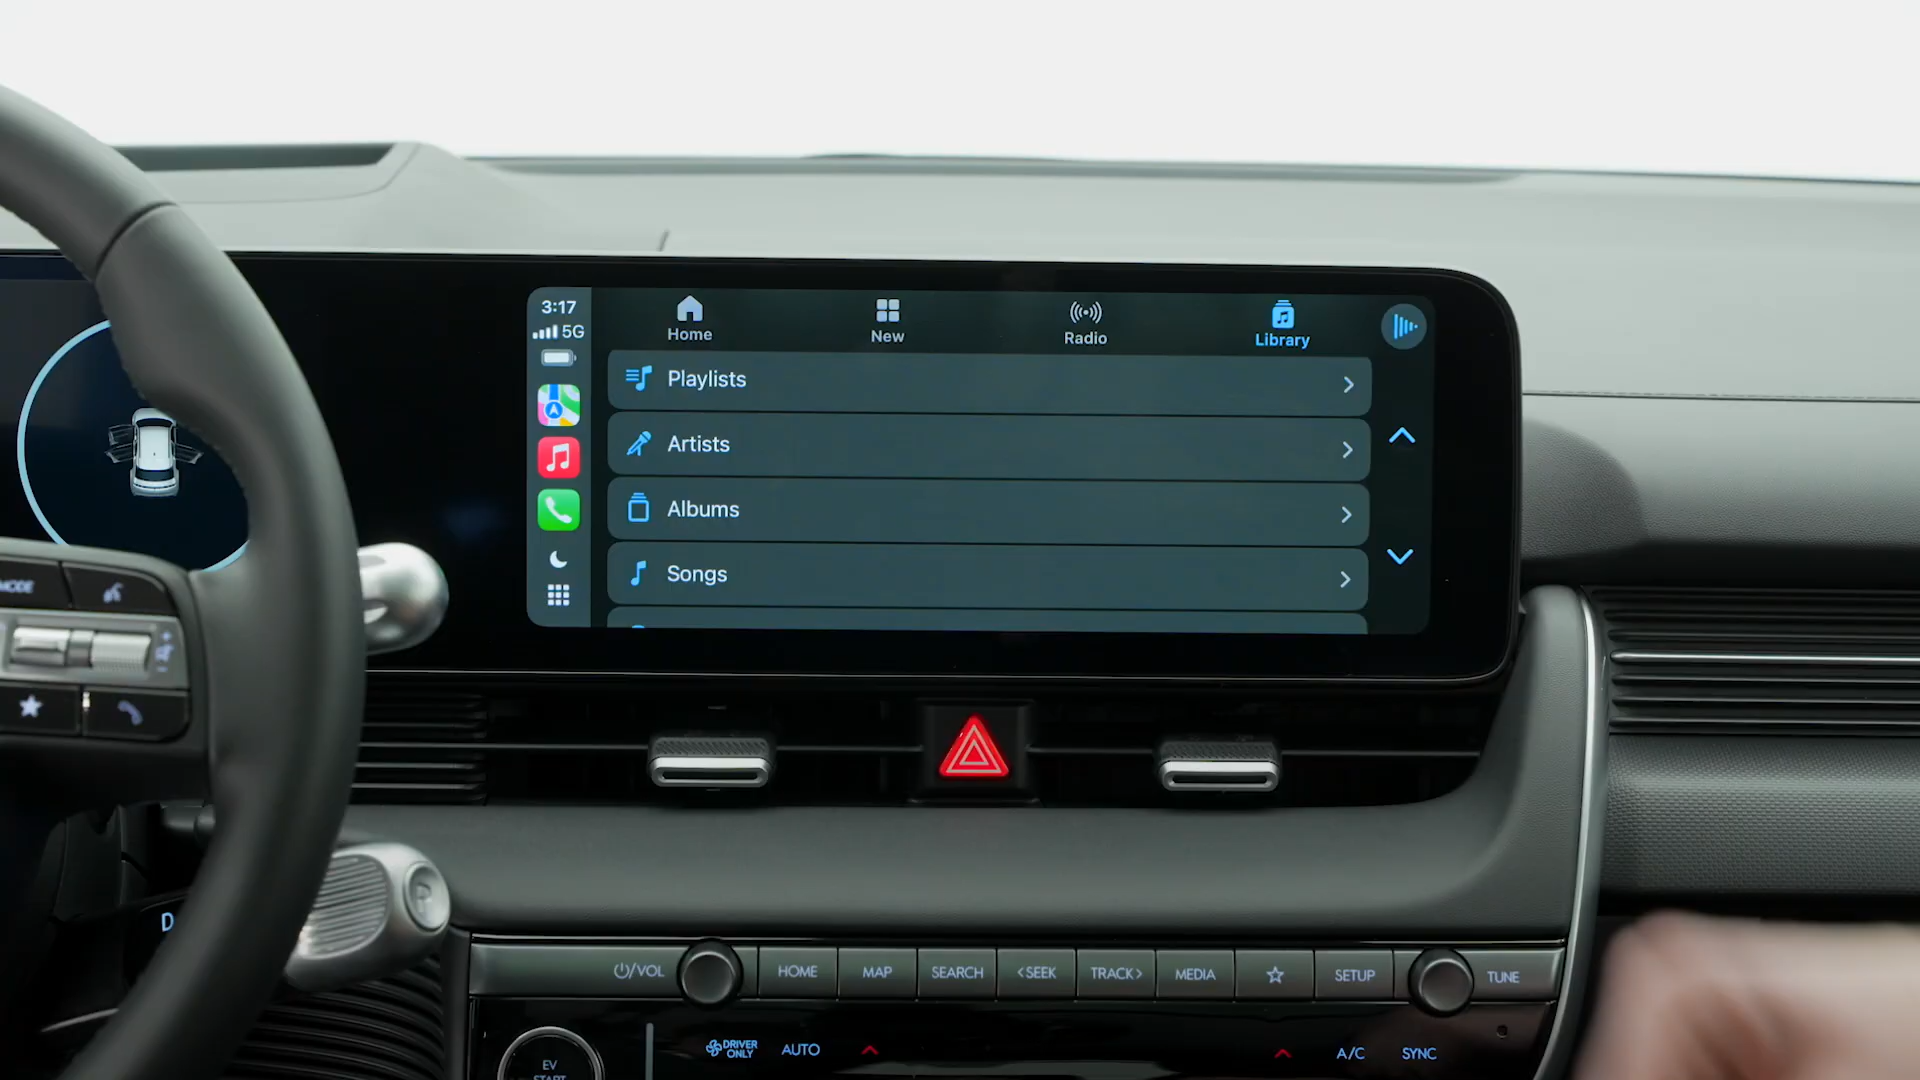 3:17
5G
Home
New
Radio
Library
Playlists
Artists
Albums
Songs
MODE
P
D
⏻/VOL
HOME
MAP
SEARCH
<SEEK
TRACK>
MEDIA
SETUP
TUNE
DRIVER
ONLY
AUTO
A/C
SYNC
EV
START